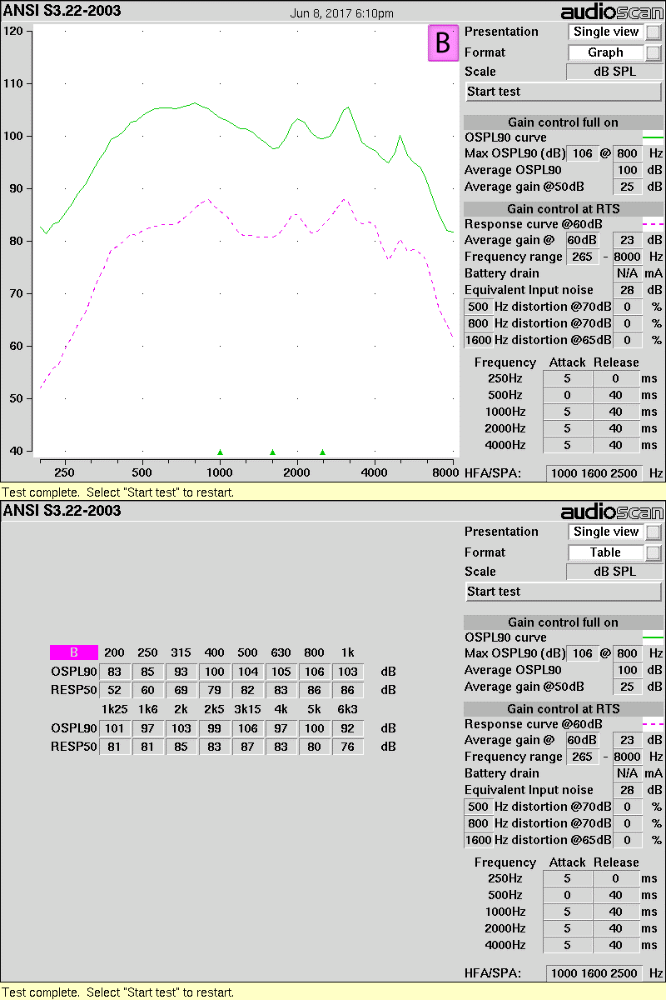 ANSI S3.22-2003
Jun 8, 2017 6:10pm
audioscan
B
Presentation Single view
Format Graph
Scale dB SPL
Start test
Gain control full on
OSPL90 curve
Max OSPL90 (dB) 106 @ 800 Hz
Average OSPL90 100 dB
Average gain @50dB 25 dB
Gain control at RTS
Response curve @60dB
Average gain @ 60dB 23 dB
Frequency range 265 - 8000 Hz
Battery drain N/A mA
Equivalent Input noise 28 dB
500 Hz distortion @70dB 0 %
800 Hz distortion @70dB 0 %
1600 Hz distortion @65dB 0 %
Frequency Attack Release
250Hz 5 0 ms
500Hz 0 40 ms
1000Hz 5 40 ms
2000Hz 5 40 ms
4000Hz 5 40 ms
HFA/SPA: 1000 1600 2500 Hz
120
110
100
90
80
70
60
50
40
250 500 1000 2000 4000 8000
Test complete. Select "Start test" to restart.
ANSI S3.22-2003
audioscan
Presentation Single view
Format Table
Scale dB SPL
Start test
B 200 250 315 400 500 630 800 1k
OSPL90 83 85 93 100 104 105 106 103 dB
RESP50 52 60 69 79 82 83 86 86 dB
1k25 1k6 2k 2k5 3k15 4k 5k 6k3
OSPL90 101 97 103 99 106 97 100 92 dB
RESP50 81 81 85 83 87 83 80 76 dB
Gain control full on
OSPL90 curve
Max OSPL90 (dB) 106 @ 800 Hz
Average OSPL90 100 dB
Average gain @50dB 25 dB
Gain control at RTS
Response curve @60dB
Average gain @ 60dB 23 dB
Frequency range 265 - 8000 Hz
Battery drain N/A mA
Equivalent Input noise 28 dB
500 Hz distortion @70dB 0 %
800 Hz distortion @70dB 0 %
1600 Hz distortion @65dB 0 %
Frequency Attack Release
250Hz 5 0 ms
500Hz 0 40 ms
1000Hz 5 40 ms
2000Hz 5 40 ms
4000Hz 5 40 ms
HFA/SPA: 1000 1600 2500 Hz
Test complete. Select "Start test" to restart.